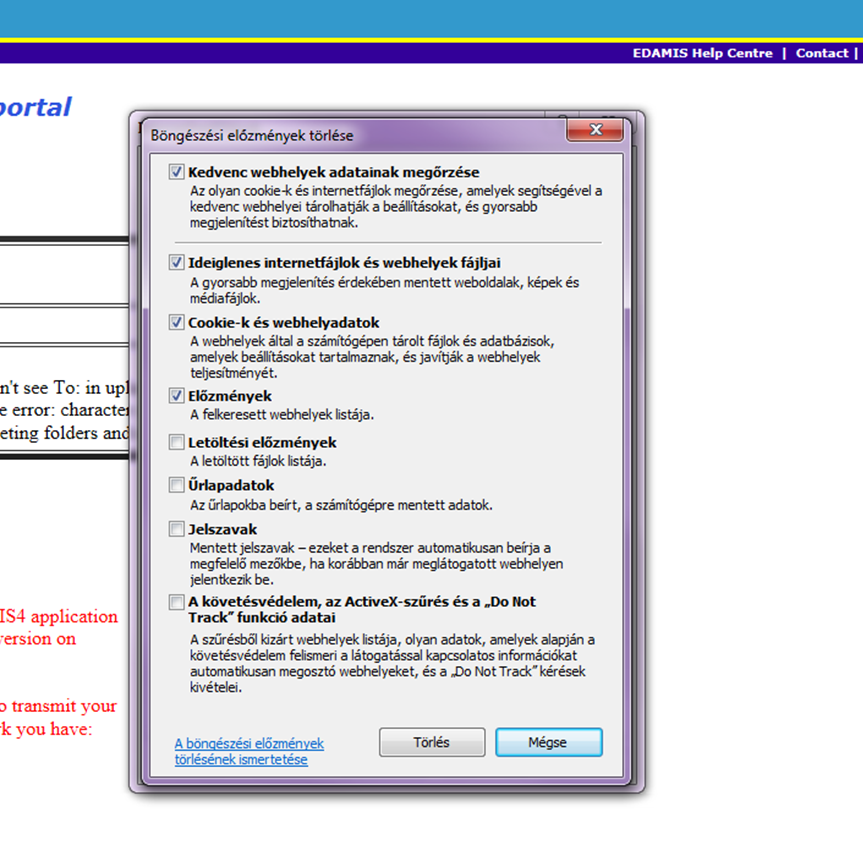 EDAMIS Help Centre | Contact |
portal
Böngészési előzmények törlése
Kedvenc webhelyek adatainak megőrzése
Az olyan cookie-k és internetfájlok megőrzése, amelyek segítségével a
kedvenc webhelyei tárolhatják a beállításokat, és gyorsabb
megjelenítést biztosíthatnak.
Ideiglenes internetfájlok és webhelyek fájljai
A gyorsabb megjelenítés érdekében mentett weboldalak, képek és
médiafájlok.
Cookie-k és webhelyadatok
A webhelyek által a számítógépen tárolt fájlok és adatbázisok,
amelyek beállításokat tartalmaznak, és javítják a webhelyek
teljesítményét.
Előzmények
A felkeresett webhelyek listája.
Letöltési előzmények
A letöltött fájlok listája.
Űrlapadatok
Az űrlapokba beírt, a számítógépre mentett adatok.
Jelszavak
Mentett jelszavak – ezeket a rendszer automatikusan beírja a
megfelelő mezőkbe, ha korábban már meglátogatott webhelyen
jelentkezik be.
A követésvédelem, az ActiveX-szűrés és a „Do Not
Track” funkció adatai
A szűrésből kizárt webhelyek listája, olyan adatok, amelyek alapján a
követésvédelem felismeri a látogatással kapcsolatos információkat
automatikusan megosztó webhelyeket, és a „Do Not Track” kérések
kivételei.
A böngészési előzmények
törlésének ismertetése
Törlés
Mégse
n't see To: in upl
e error: character
eting folders and
IS4 application
version on
o transmit your
rk you have: